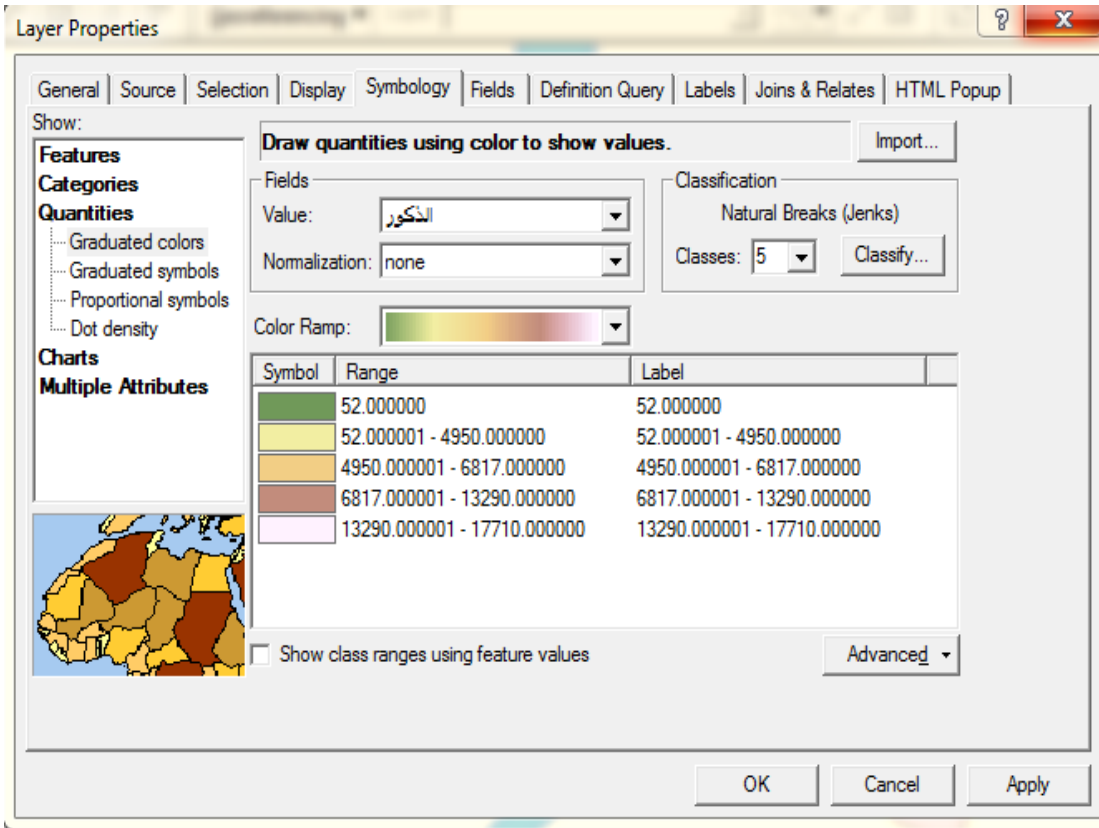 Layer Properties
General Source Selection Display Symbology Fields Definition Query Labels Joins & Relates HTML Popup
Show:
Features
Categories
Quantities
Graduated colors
Graduated symbols
Proportional symbols
Dot density
Charts
Multiple Attributes
Draw quantities using color to show values.
Import...
Fields
Value: الذكور
Normalization: none
Classification
Natural Breaks (Jenks)
Classes: 5 Classify...
Color Ramp:
Symbol Range Label
52.000000 52.000000
52.000001 - 4950.000000 52.000001 - 4950.000000
4950.000001 - 6817.000000 4950.000001 - 6817.000000
6817.000001 - 13290.000000 6817.000001 - 13290.000000
13290.000001 - 17710.000000 13290.000001 - 17710.000000
Show class ranges using feature values
Advanced
OK Cancel Apply